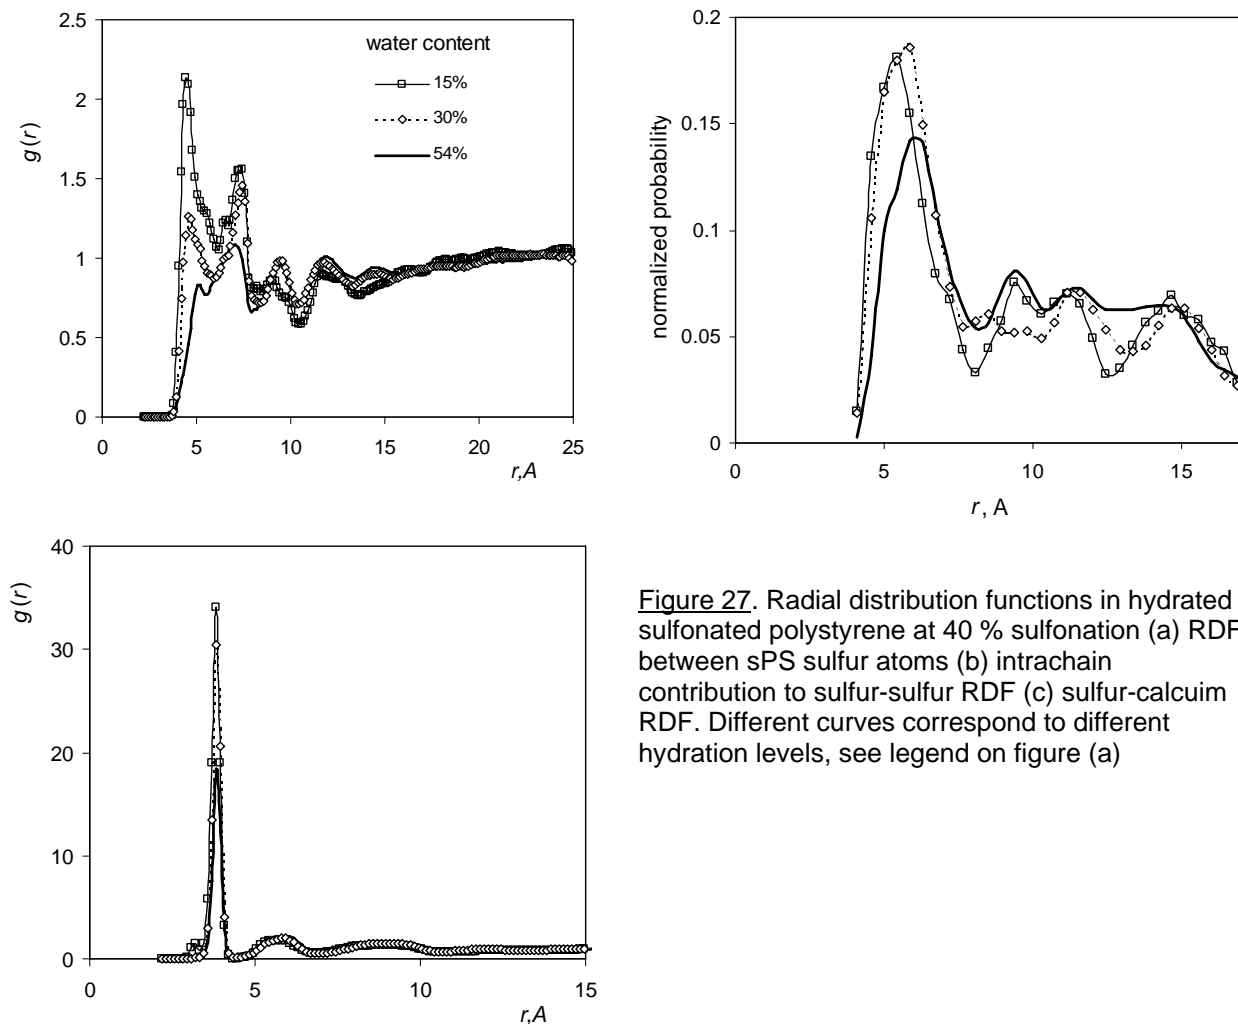 2.5
2
1.5
1
0.5
0
g(r)
water content
15%
30%
54%
0 5 10 15 20 25
r,A
0.2
0.15
0.1
0.05
0
normalized probability
0 5 10 15
r, A
40
30
20
10
0
g(r)
0 5 10 15
r,A
Figure 27. Radial distribution functions in hydrated
sulfonated polystyrene at 40 % sulfonation (a) RDF
between sPS sulfur atoms (b) intrachain
contribution to sulfur-sulfur RDF (c) sulfur-calcuim
RDF. Different curves correspond to different
hydration levels, see legend on figure (a)